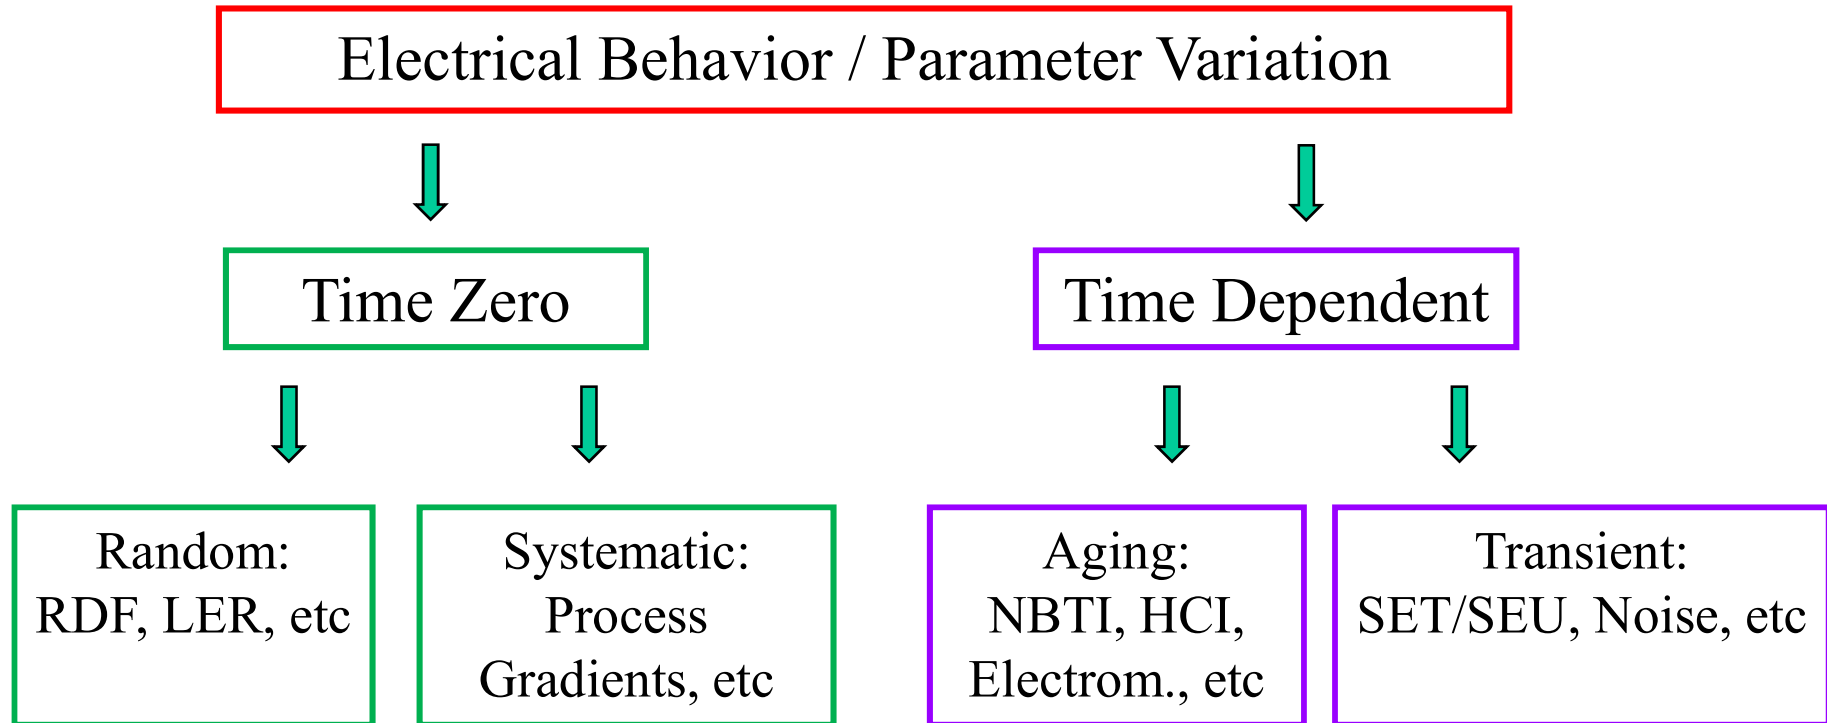 Electrical Behavior / Parameter Variation
Time Zero
Time Dependent
Random:
RDF, LER, etc
Systematic:
Process
Gradients, etc
Aging:
NBTI, HCI,
Electrom., etc
Transient:
SET/SEU, Noise, etc